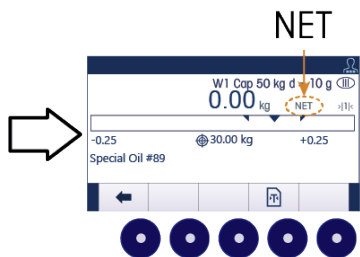 NET
W1 Cap 50 kg d 10 g
0.00 kg NET >|1|<
-0.25 30.00 kg +0.25
Special Oil #89
T